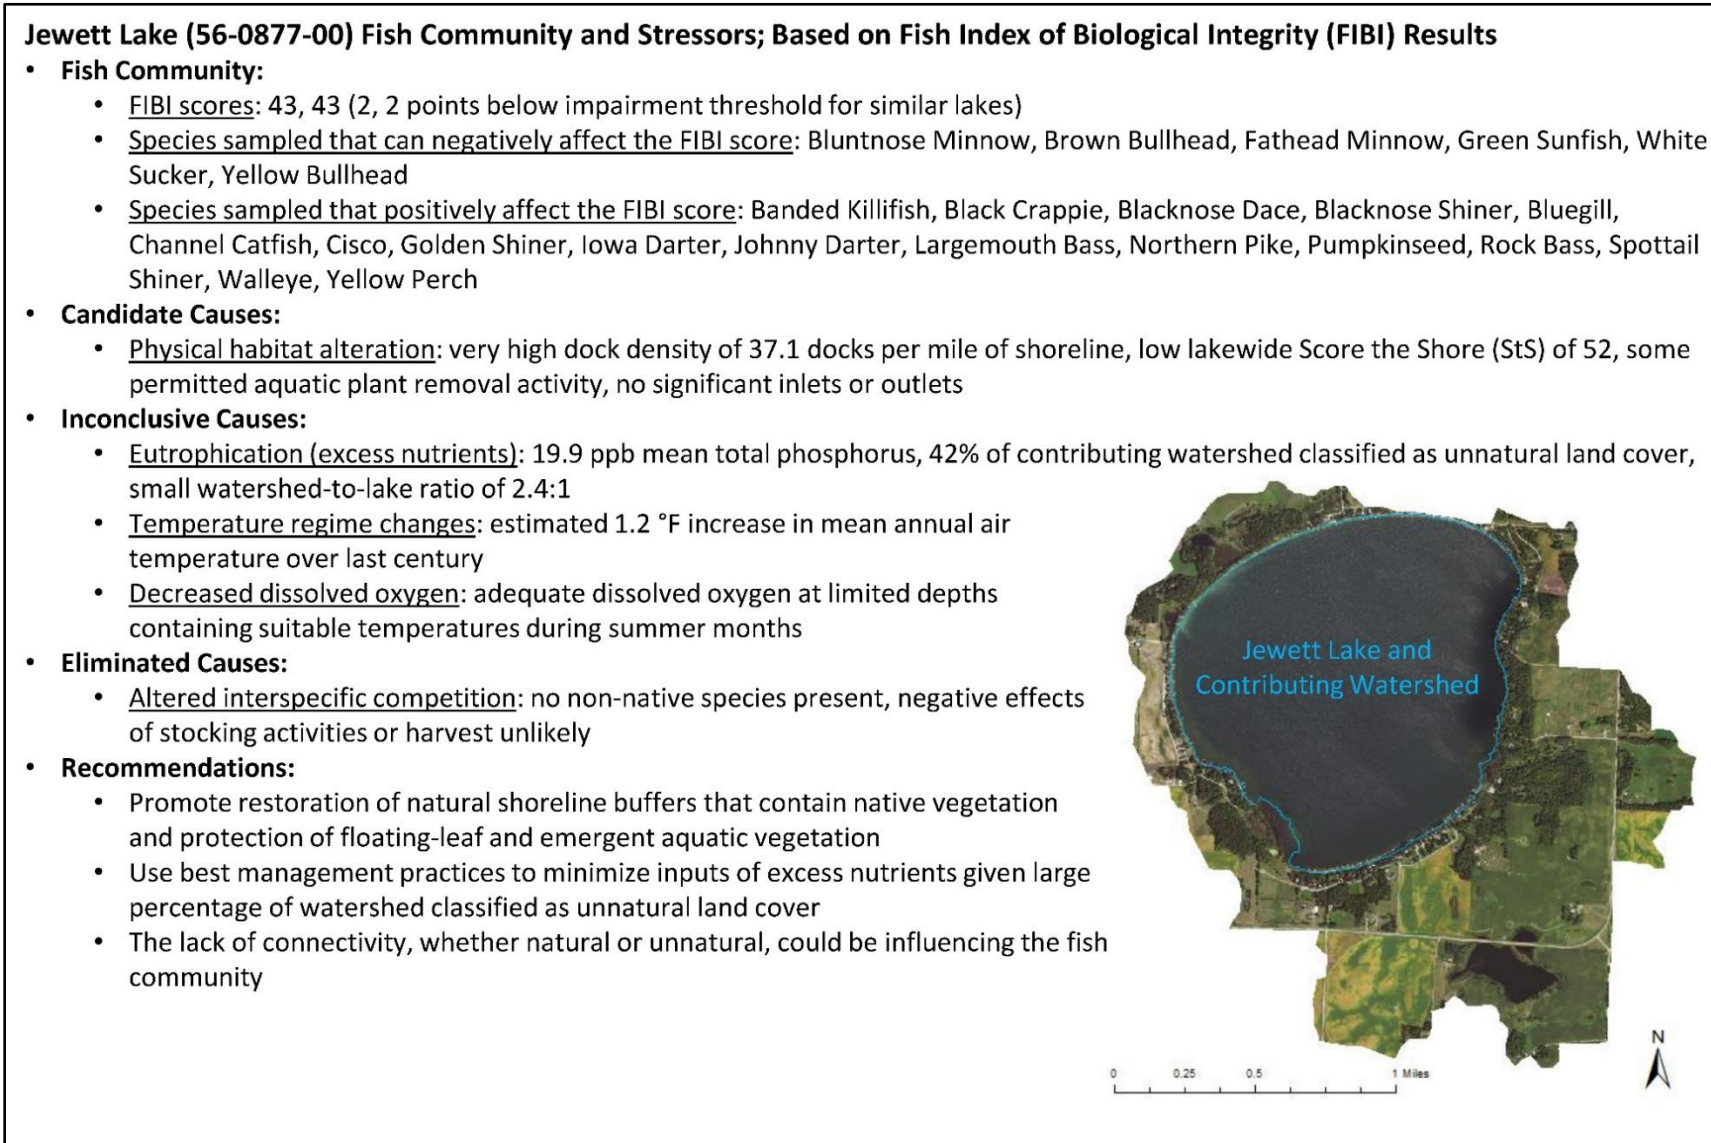 Jewett Lake (56-0877-00) Fish Community and Stressors; Based on Fish Index of Biological Integrity (FIBI) Results
• Fish Community:
• FIBI scores: 43, 43 (2, 2 points below impairment threshold for similar lakes)
• Species sampled that can negatively affect the FIBI score: Bluntnose Minnow, Brown Bullhead, Fathead Minnow, Green Sunfish, White
Sucker, Yellow Bullhead
• Species sampled that positively affect the FIBI score: Banded Killifish, Black Crappie, Blacknose Dace, Blacknose Shiner, Bluegill,
Channel Catfish, Cisco, Golden Shiner, Iowa Darter, Johnny Darter, Largemouth Bass, Northern Pike, Pumpkinseed, Rock Bass, Spottail
Shiner, Walleye, Yellow Perch
• Candidate Causes:
• Physical habitat alteration: very high dock density of 37.1 docks per mile of shoreline, low lakewide Score the Shore (StS) of 52, some
permitted aquatic plant removal activity, no significant inlets or outlets
• Inconclusive Causes:
• Eutrophication (excess nutrients): 19.9 ppb mean total phosphorus, 42% of contributing watershed classified as unnatural land cover,
small watershed-to-lake ratio of 2.4:1
• Temperature regime changes: estimated 1.2 °F increase in mean annual air
temperature over last century
• Decreased dissolved oxygen: adequate dissolved oxygen at limited depths
containing suitable temperatures during summer months
• Eliminated Causes:
• Altered interspecific competition: no non-native species present, negative effects
of stocking activities or harvest unlikely
• Recommendations:
• Promote restoration of natural shoreline buffers that contain native vegetation
and protection of floating-leaf and emergent aquatic vegetation
• Use best management practices to minimize inputs of excess nutrients given large
percentage of watershed classified as unnatural land cover
• The lack of connectivity, whether natural or unnatural, could be influencing the fish
community
Jewett Lake and
Contributing Watershed
N
0 0.25 0.5 1 Miles